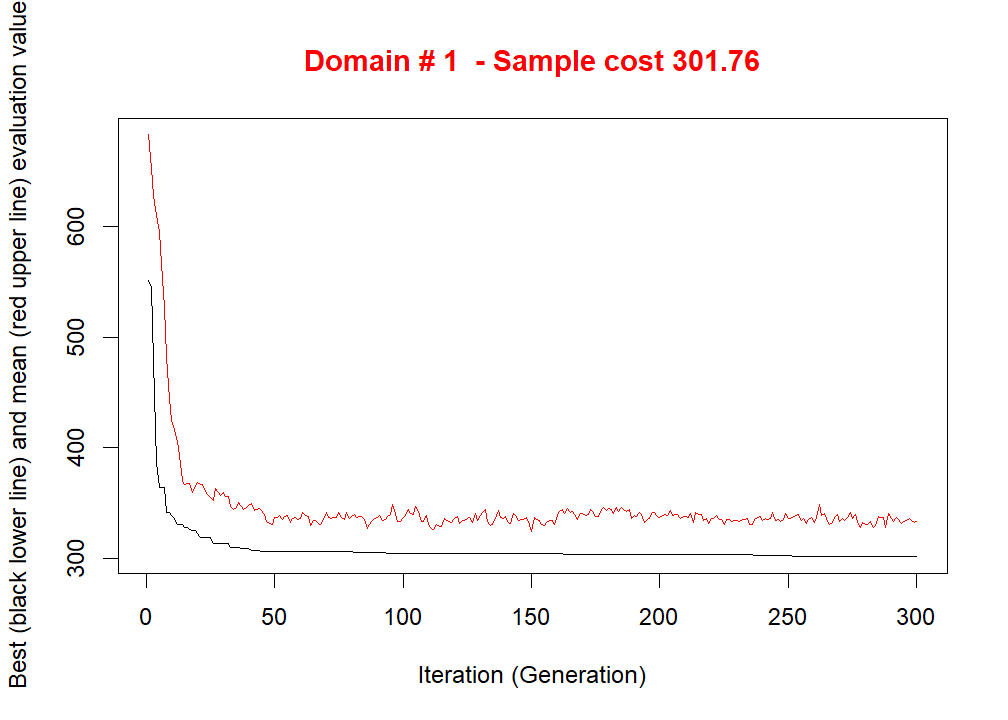 Domain # 1  - Sample cost 301.76
Best (black lower line) and mean (red upper line) evaluation value
600
500
400
300
0 50 100 150 200 250 300
Iteration (Generation)